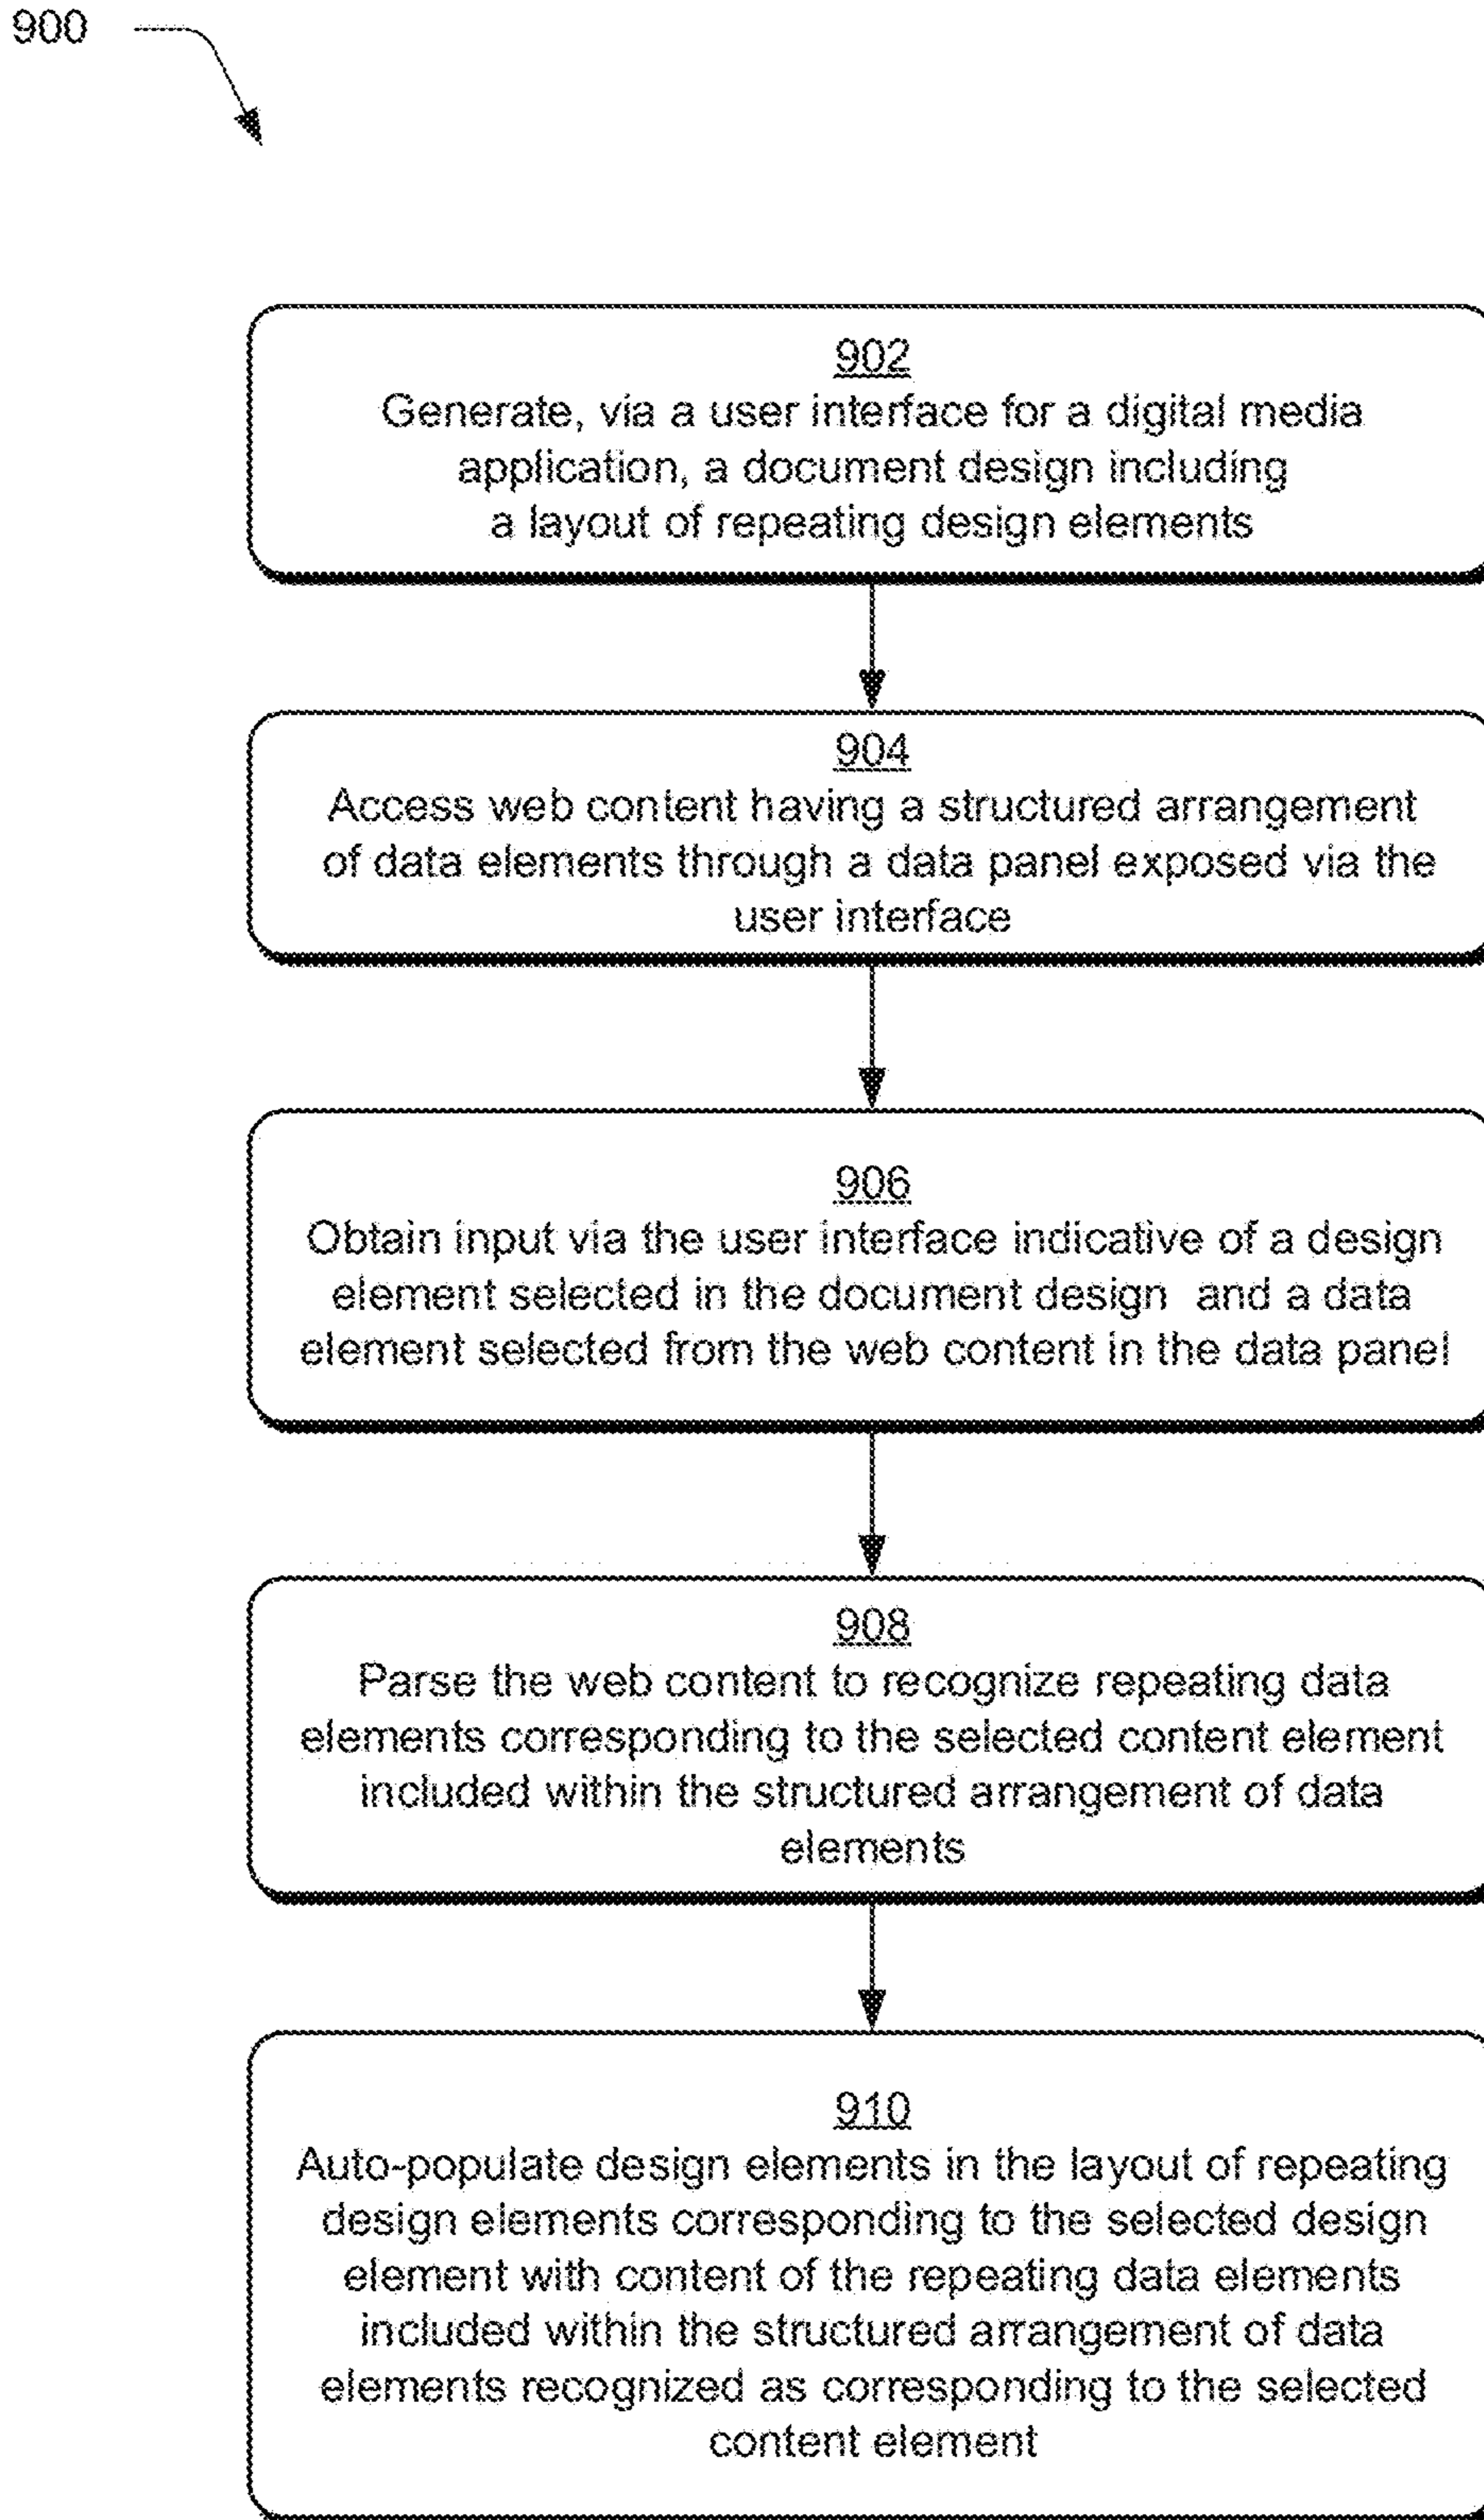 900
902
Generate, via a user interface for a digital media
application, a document design including
a layout of repeating design elements
904
Access web content having a structured arrangement
of data elements through a data panel exposed via the
user interface
906
Obtain input via the user interface indicative of a design
element selected in the document design and a data
element selected from the web content in the data panel
908
Parse the web content to recognize repeating data
elements corresponding to the selected content element
included within the structured arrangement of data
elements
910
Auto-populate design elements in the layout of repeating
design elements corresponding to the selected design
element with content of the repeating data elements
included within the structured arrangement of data
elements recognized as corresponding to the selected
content element